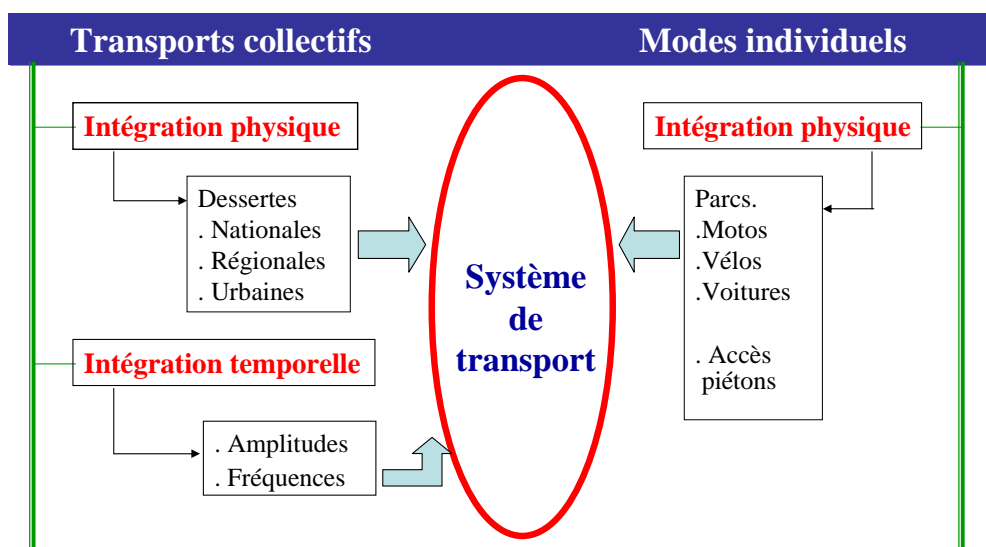 Transports collectifs
Modes individuels
Intégration physique
Dessertes
. Nationales
. Régionales
. Urbaines
Intégration temporelle
. Amplitudes
. Fréquences
Système
de
transport
Intégration physique
Parcs.
.Motos
.Vélos
.Voitures
. Accès
piétons